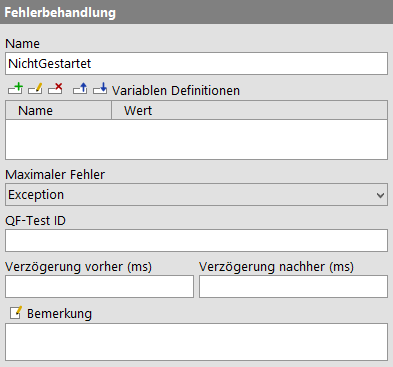 Fehlerbehandlung
Name
NichtGestartet
Variablen Definitionen
Name Wert
Maximaler Fehler
Exception
QF-Test ID
Verzögerung vorher (ms) Verzögerung nachher (ms)
Bemerkung